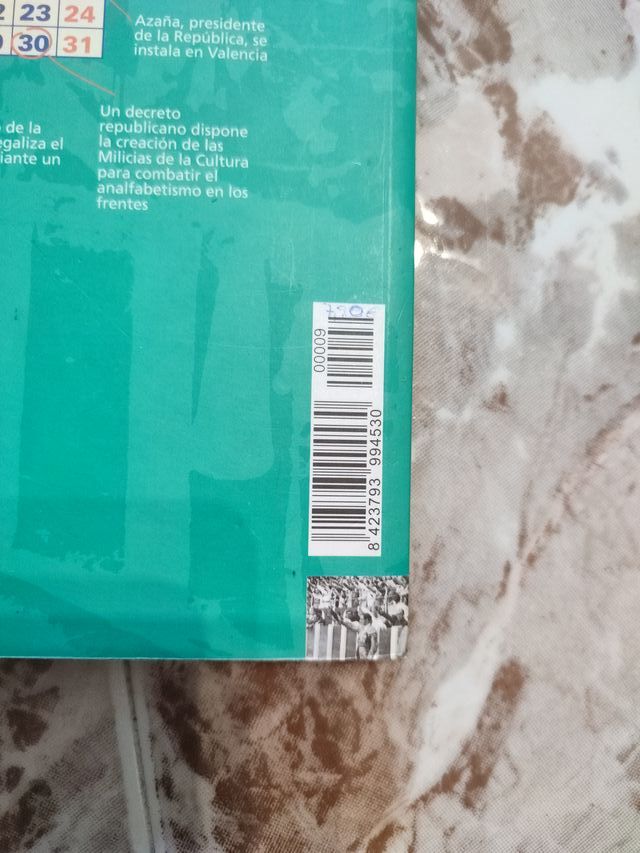 23 24
30 31
Azaña, presidente
de la República, se
instala en Valencia
de la
egaliza el
iante un
Un decreto
republicano dispone
la creación de las
Milicias de la Cultura
para combatir el
analfabetismo en los
frentes
00009
8 423793 994530